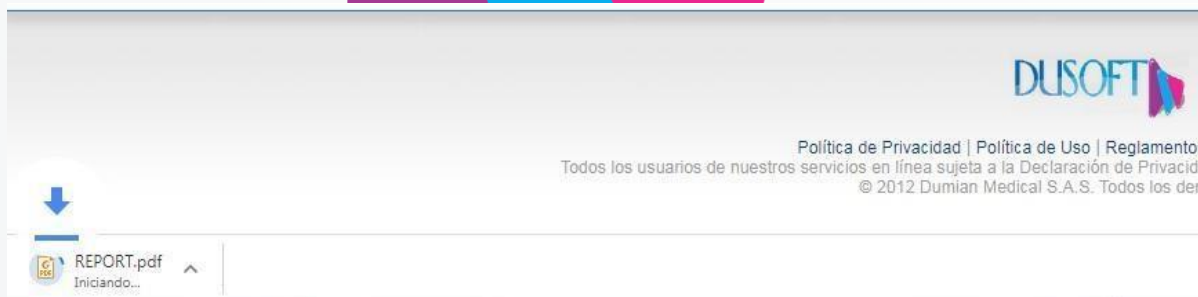 DUSOFT
Política de Privacidad | Política de Uso | Reglamento
Todos los usuarios de nuestros servicios en línea sujeta a la Declaración de Privacid
© 2012 Dumian Medical S.A.S. Todos los der
REPORT.pdf
Iniciando...